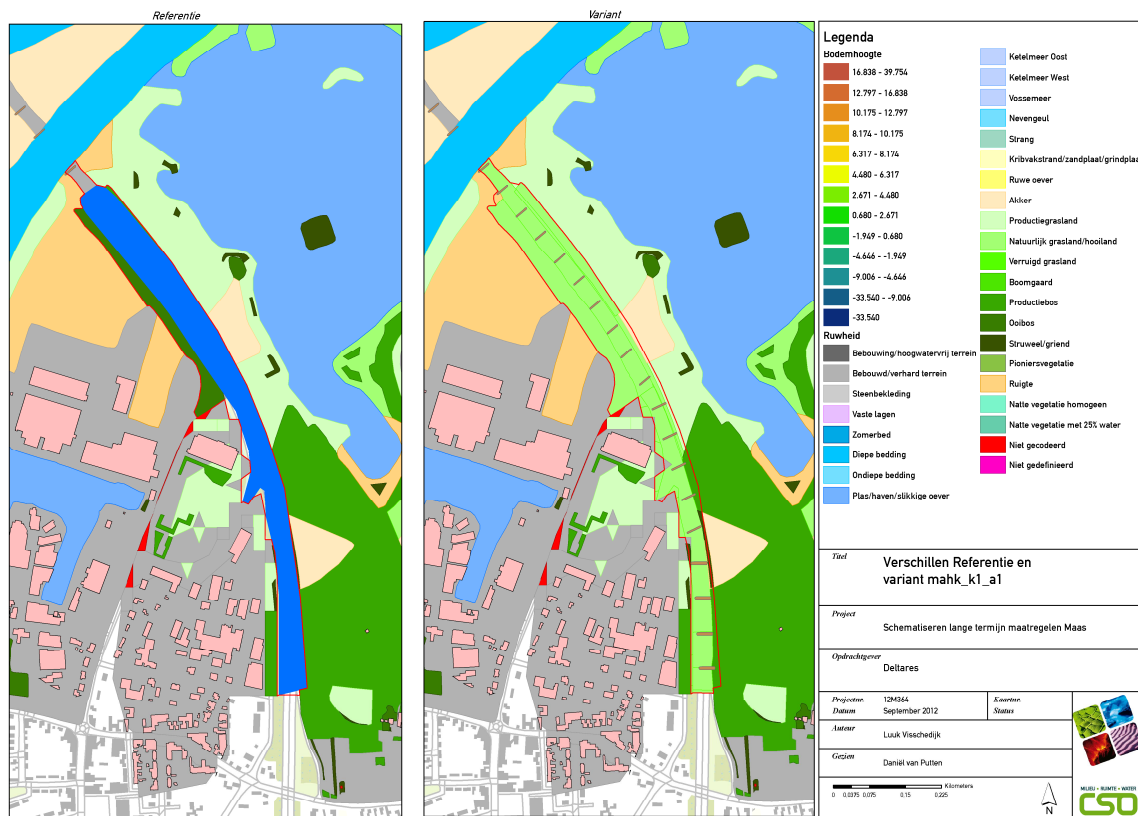 Referentie
Variant
Legenda
Bodemhoogte
16.838 - 39.754
12.797 - 16.838
10.175 - 12.797
8.174 - 10.175
6.317 - 8.174
4.480 - 6.317
2.671 - 4.480
0.680 - 2.671
-1.949 - 0.680
-4.646 - -1.949
-9.006 - -4.646
-33.540 - -9.006
-33.540
Ruwheid
Bebouwing/hoogwatervrij terrein
Bebouwd/verhard terrein
Steenbekleding
Vaste lagen
Zomerbed
Diepe bedding
Ondiepe bedding
Plas/haven/slikkige oever
Ketelmeer Oost
Ketelmeer West
Vossemeer
Nevengeul
Strang
Kribvakstrand/zandplaat/grindplaa
Ruwe oever
Akker
Productiegrasland
Natuurlijk grasland/hooiland
Verruigd grasland
Boomgaard
Productiebos
Ooibos
Struweel/griend
Pioniersvegetatie
Ruigte
Natte vegetatie homogeen
Natte vegetatie met 25% water
Niet gecodeerd
Niet gedefinieerd
Titel
Verschillen Referentie en
variant mahk_k1_a1
Project
Schematiseren lange termijn maatregelen Maas
Opdrachtgever
Deltares
Projectnr. 12M364 Kaartnr.
Datum September 2012 Status
Auteur
Luuk Visschedijk
Gezien
Daniël van Putten
Kilometers
0 0.0375 0.075 0.15 0.225
N
MILIEU • RUIMTE • WATER
CSO